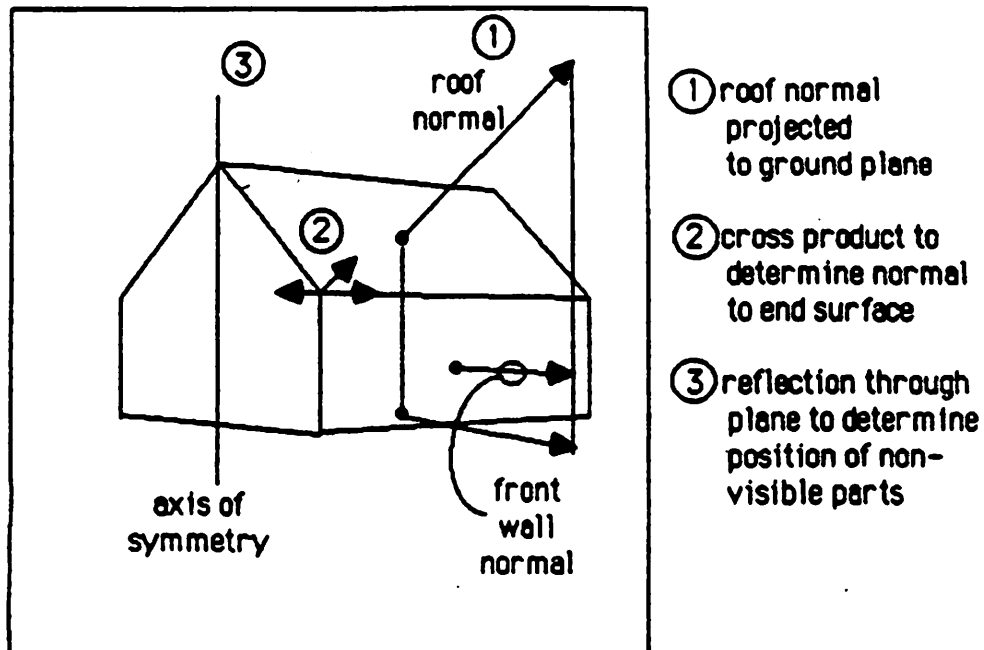 ①
roof
normal
③
②
axis of
symmetry
front
wall
normal
① roof normal
projected
to ground plane
② cross product to
determine normal
to end surface
③ reflection through
plane to determine
position of non-
visible parts